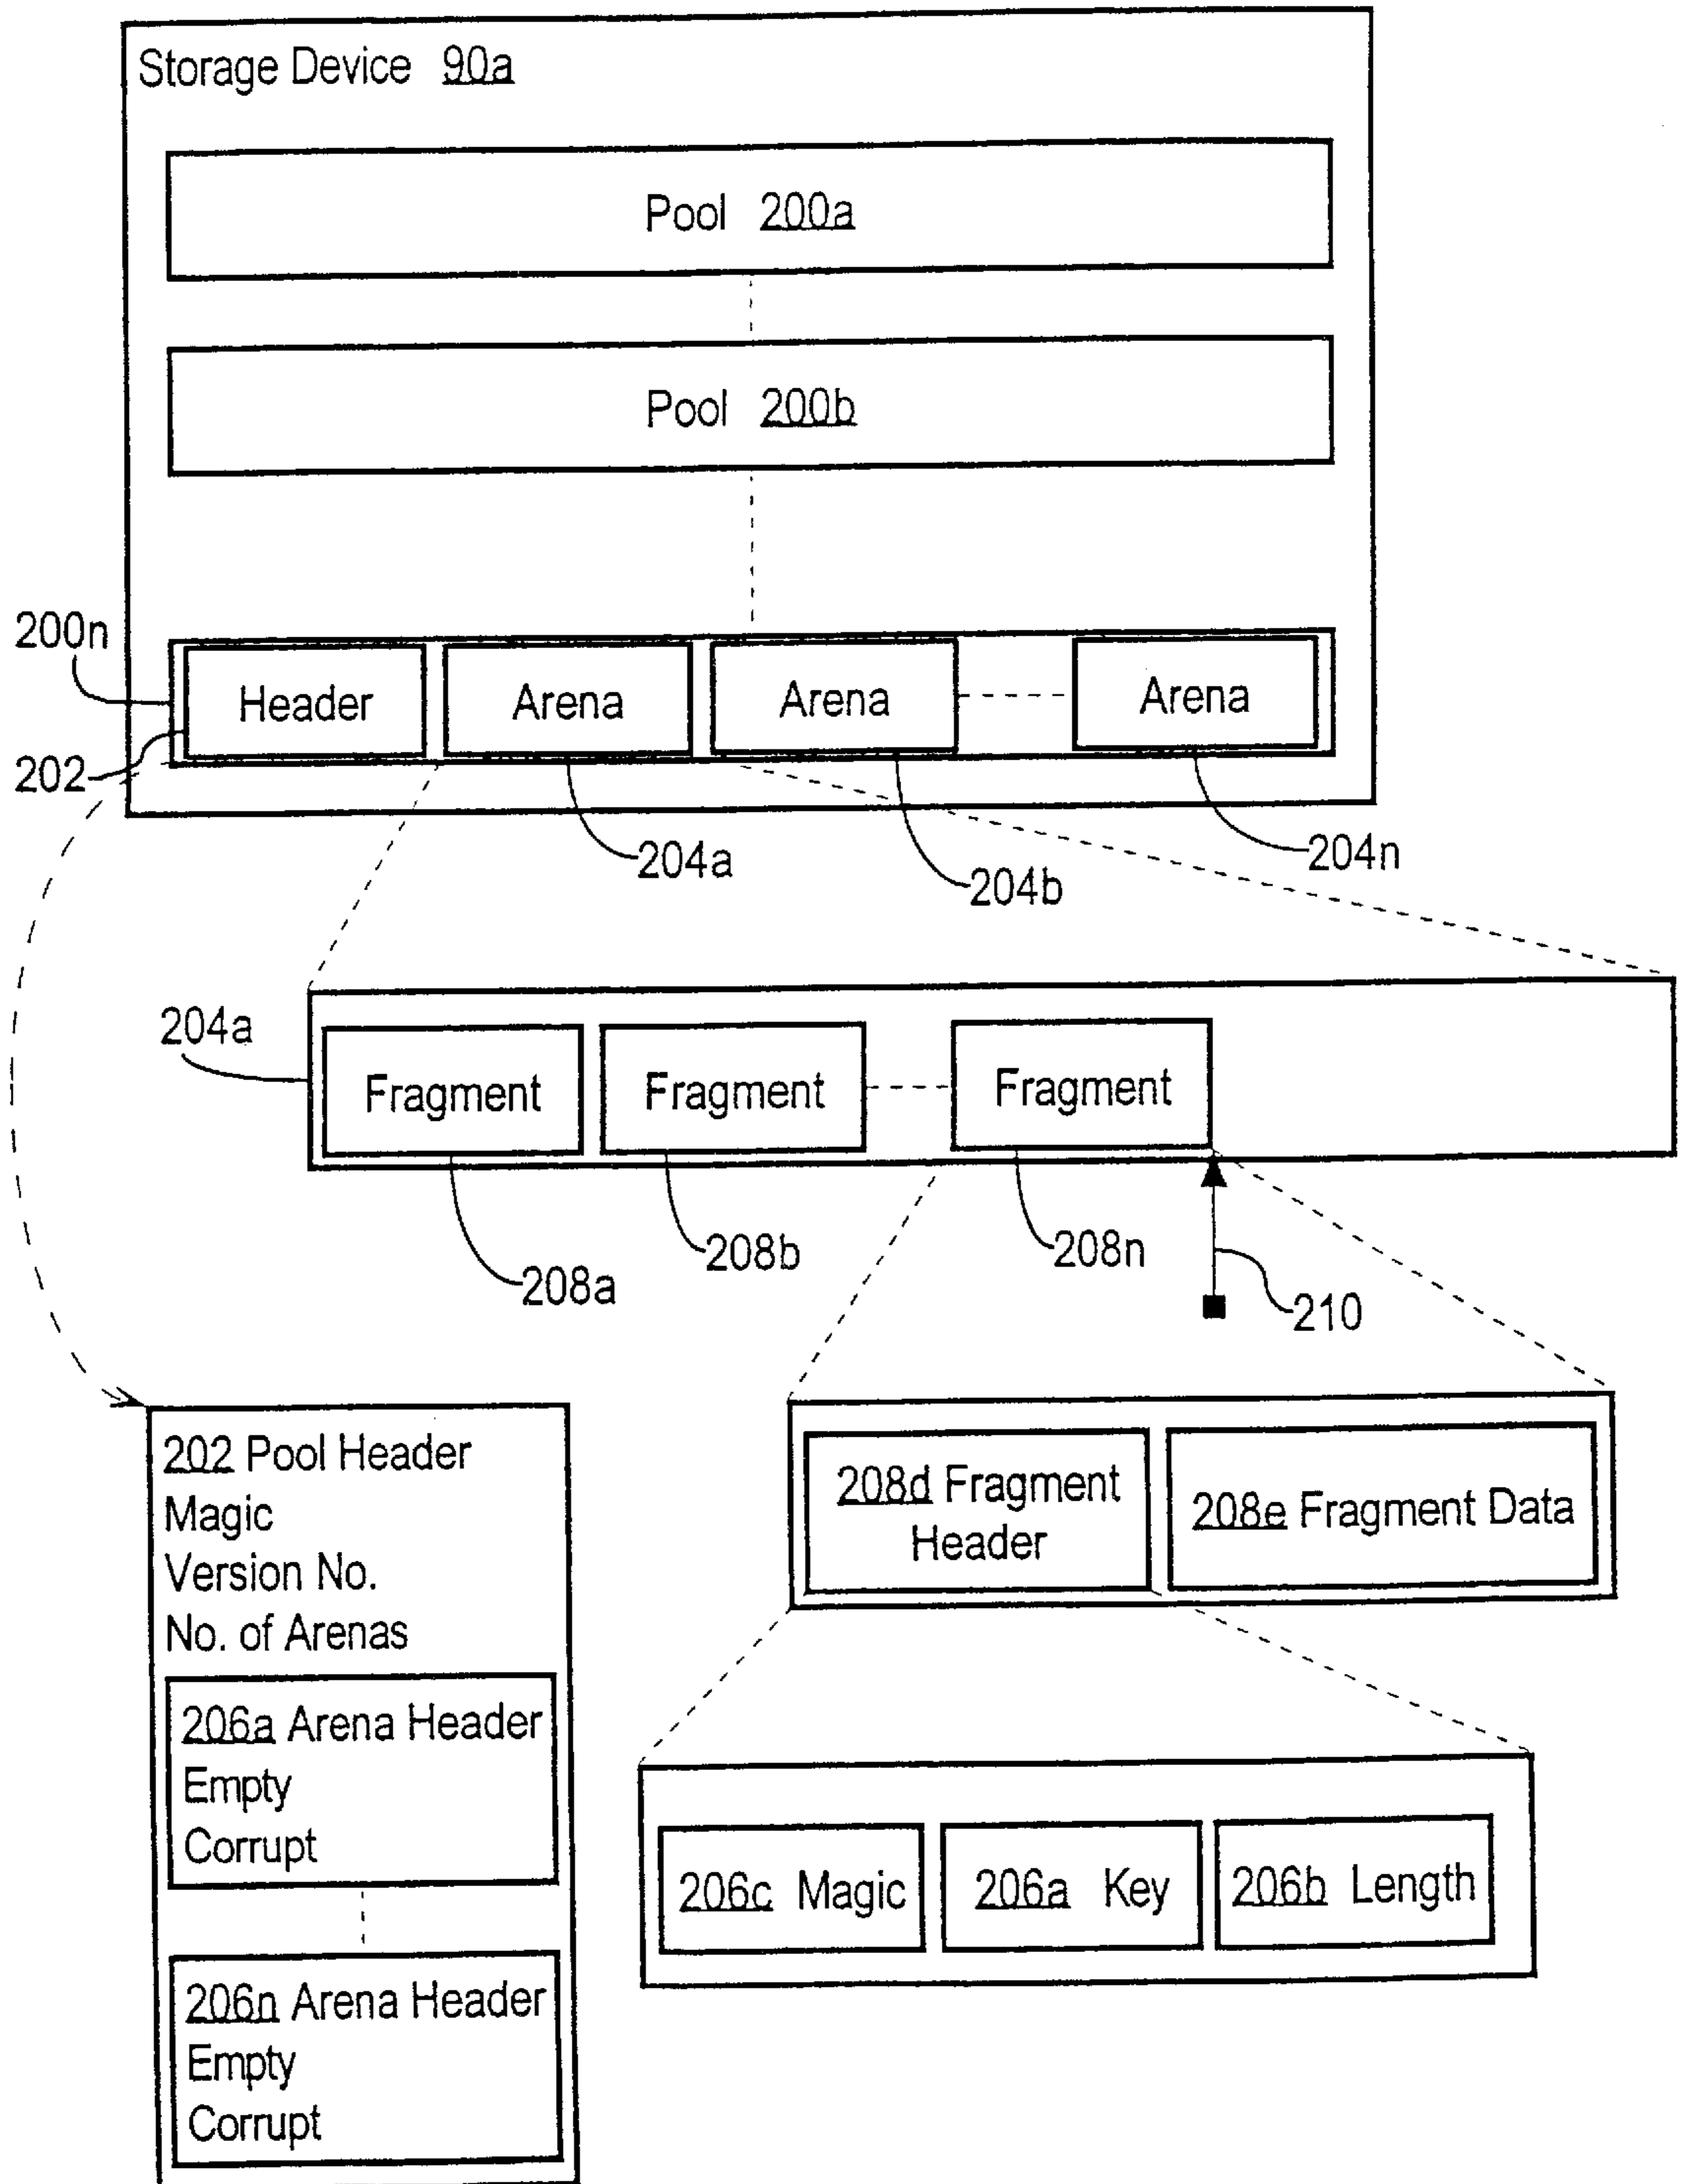 Storage Device 90a
Pool 200a
Pool 200b
200n
Header
Arena
Arena
Arena
202
204a
204b
204n
204a
Fragment
Fragment
Fragment
208a
208b
208n
210
202 Pool Header
Magic
Version No.
No. of Arenas
206a Arena Header
Empty
Corrupt
206n Arena Header
Empty
Corrupt
208d Fragment
Header
208e Fragment Data
206c Magic
206a Key
206b Length